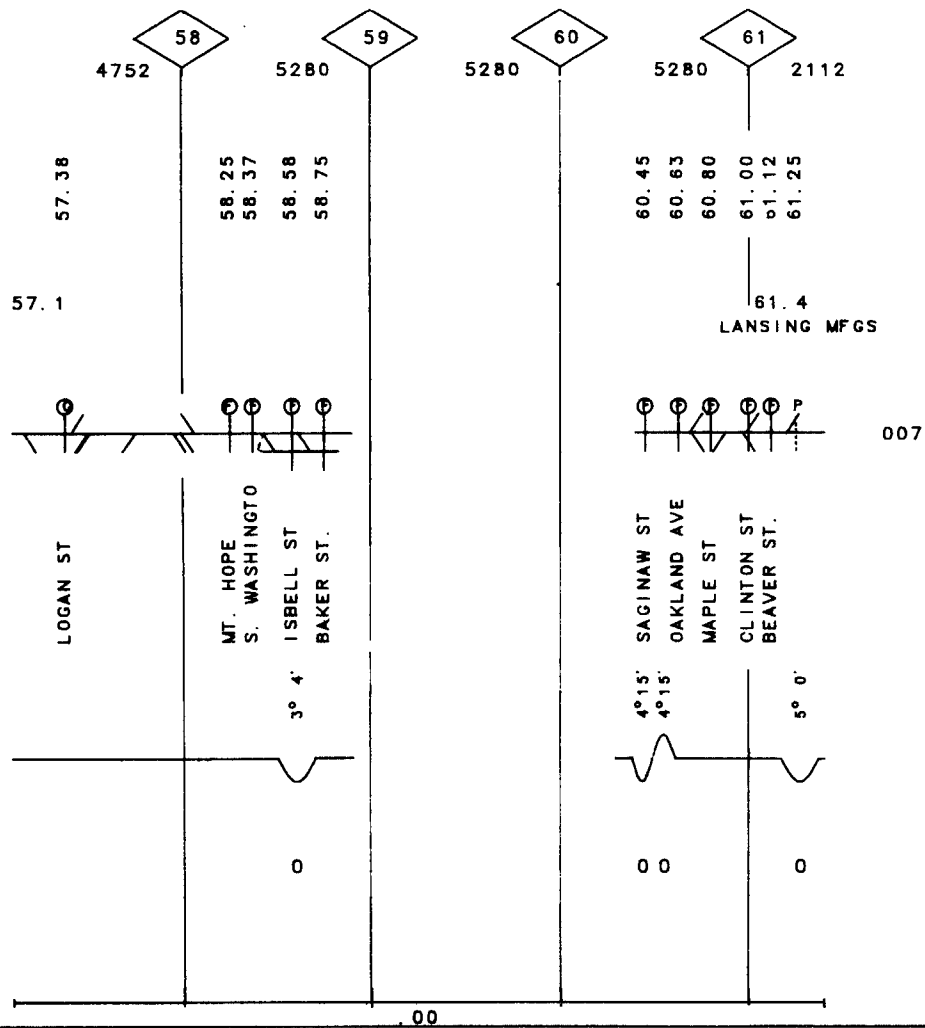 58 59 60 61
4752 5280 5280 5280 2112
57.38 58.25 58.37 58.58 58.75 60.45 60.63 60.80 61.00 61.12 61.25
57.1 61.4
LANSING MFGS
P
007
LOGAN ST
MT. HOPE
S. WASHINGTO
ISBELL ST
BAKER ST.
SAGINAW ST
OAKLAND AVE
MAPLE ST
CLINTON ST
BEAVER ST.
3° 4' 4°15' 4°15' 5° 0'
0 0 0 0
.00